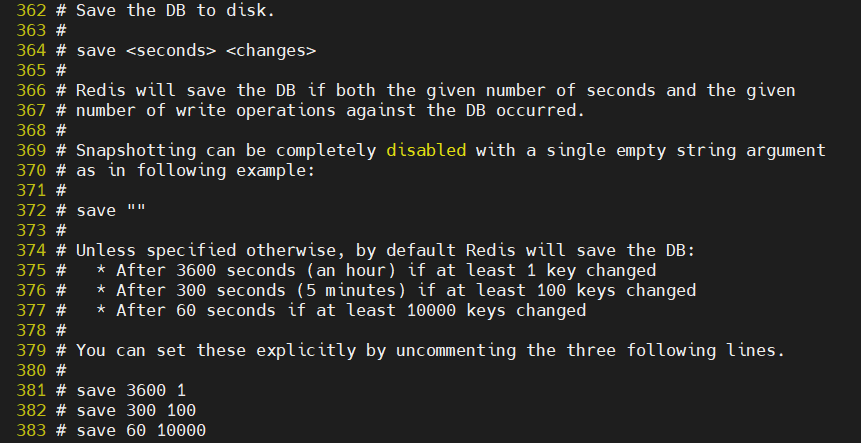 362 # Save the DB to disk.
363 #
364 # save <seconds> <changes>
365 #
366 # Redis will save the DB if both the given number of seconds and the given
367 # number of write operations against the DB occurred.
368 #
369 # Snapshotting can be completely disabled with a single empty string argument
370 # as in following example:
371 #
372 # save ""
373 #
374 # Unless specified otherwise, by default Redis will save the DB:
375 #   * After 3600 seconds (an hour) if at least 1 key changed
376 #   * After 300 seconds (5 minutes) if at least 100 keys changed
377 #   * After 60 seconds if at least 10000 keys changed
378 #
379 # You can set these explicitly by uncommenting the three following lines.
380 #
381 # save 3600 1
382 # save 300 100
383 # save 60 10000